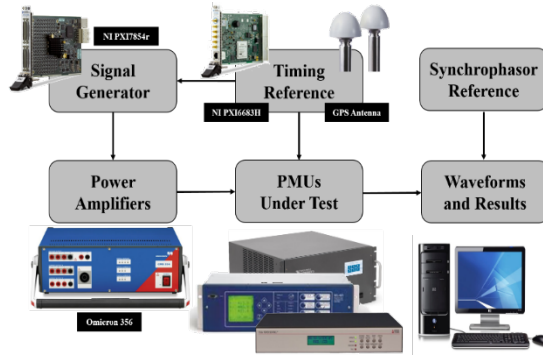 NI PXI7854r
Signal
Generator
Timing
Reference
NI PXI6683H
GPS Antenna
Synchrophasor
Reference
Power
Amplifiers
PMUs
Under Test
Waveforms
and Results
Omicron 356